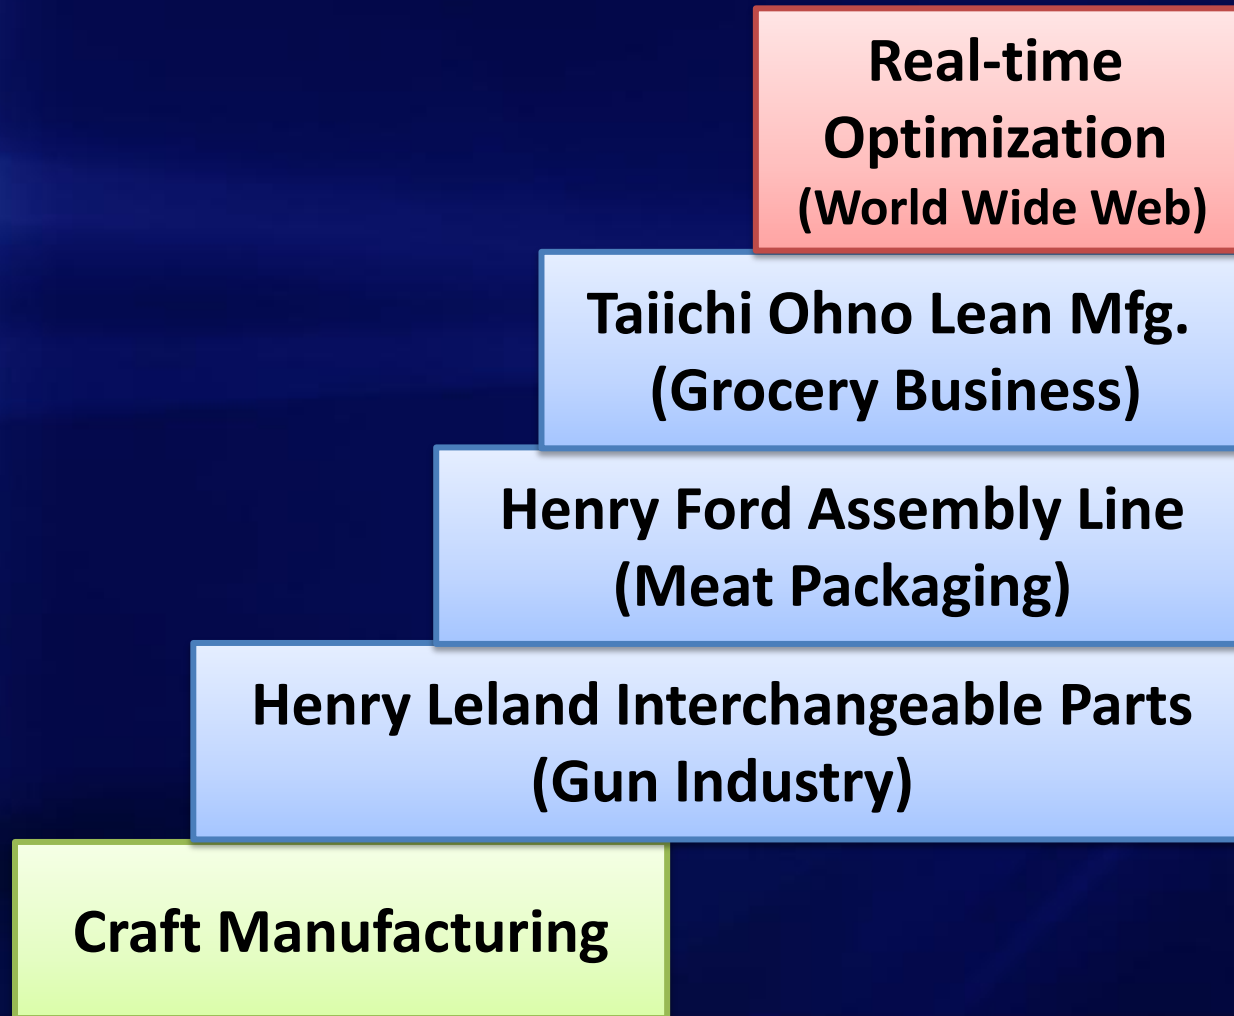 Real-time
Optimization
(World Wide Web)
Taiichi Ohno Lean Mfg.
(Grocery Business)
Henry Ford Assembly Line
(Meat Packaging)
Henry Leland Interchangeable Parts
(Gun Industry)
Craft Manufacturing